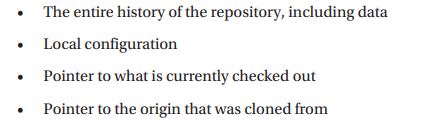 • The entire history of the repository, including data
• Local configuration
• Pointer to what is currently checked out
• Pointer to the origin that was cloned from